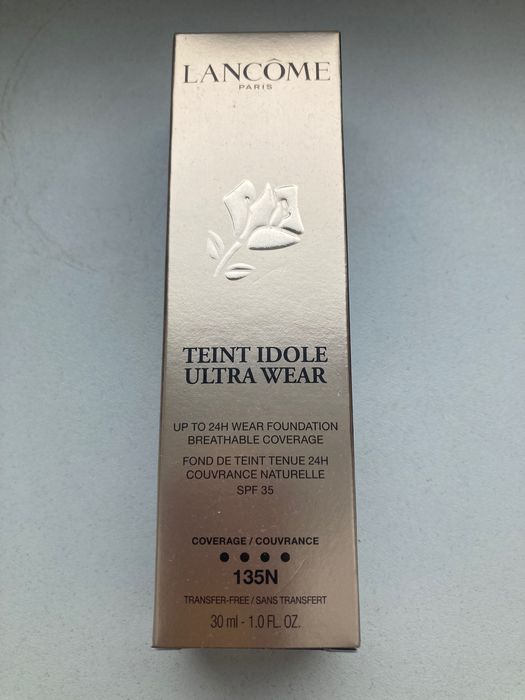 LANCÔME
PARIS
TEINT IDOLE
ULTRA WEAR
UP TO 24H WEAR FOUNDATION
BREATHABLE COVERAGE
FOND DE TEINT TENUE 24H
COUVRANCE NATURELLE
SPF 35
COVERAGE / COUVRANCE
135N
TRANSFER-FREE / SANS TRANSFERT
30 ml - 1.0 FL. OZ.